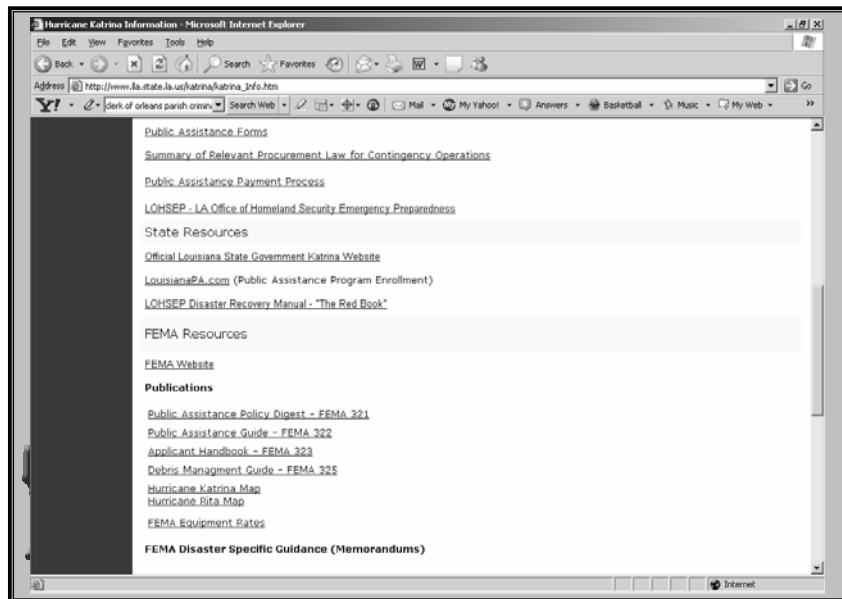 Hurricane Katrina Information - Microsoft Internet Explorer
File Edit View Favorites Tools Help
Back Search Favorites
Address http://www.lla.state.la.us/katrina/katrina_Info.htm Go
Y! clerk of orleans parish crimin Search Web Mail My Yahoo! Answers Basketball Music My Web
Public Assistance Forms
Summary of Relevant Procurement Law for Contingency Operations
Public Assistance Payment Process
LOHSEP - LA Office of Homeland Security Emergency Preparedness
State Resources
Official Louisiana State Government Katrina Website
LouisianaPA.com (Public Assistance Program Enrollment)
LOHSEP Disaster Recovery Manual - "The Red Book"
FEMA Resources
FEMA Website
Publications
Public Assistance Policy Digest - FEMA 321
Public Assistance Guide - FEMA 322
Applicant Handbook - FEMA 323
Debris Managment Guide - FEMA 325
Hurricane Katrina Map
Hurricane Rita Map
FEMA Equipment Rates
FEMA Disaster Specific Guidance (Memorandums)
Internet